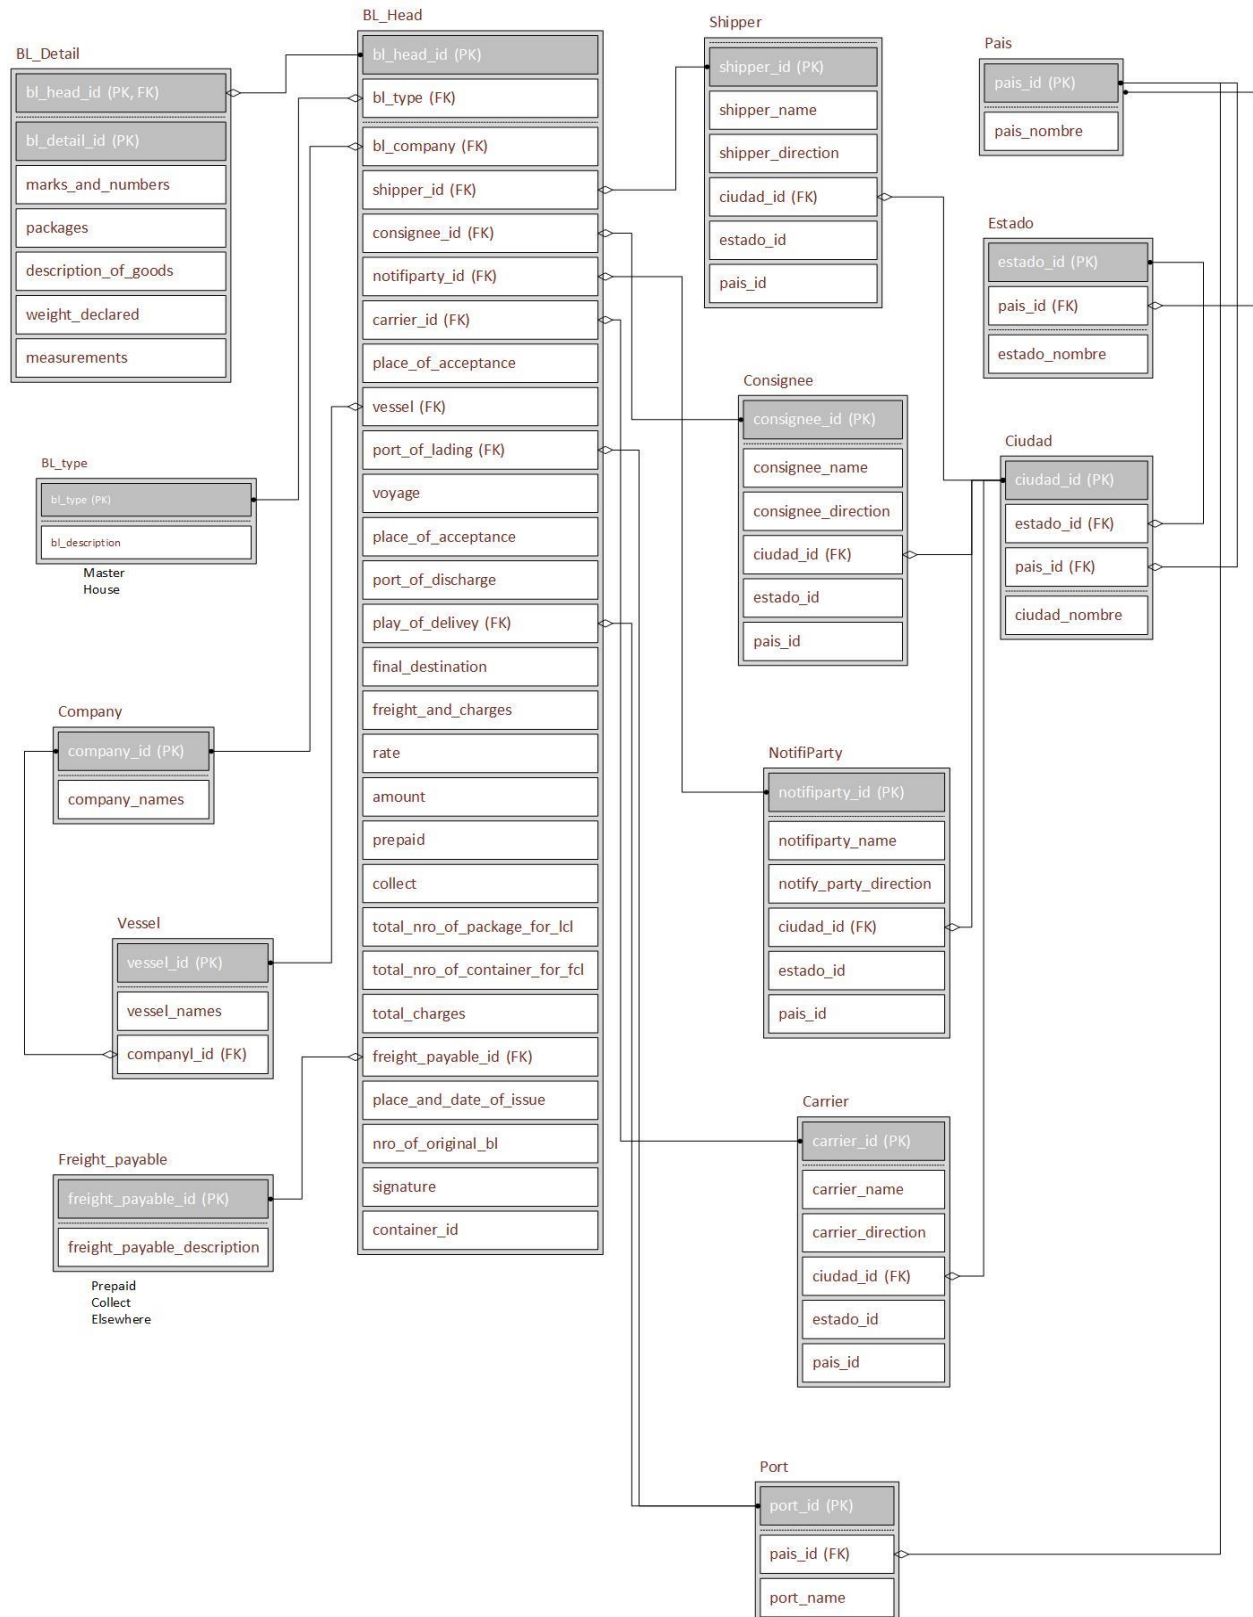 BL_Detail
bl_head_id (PK, FK)
bl_detail_id (PK)
marks_and_numbers
packages
description_of_goods
weight_declared
measurements
BL_type
bl_type (PK)
bl_description
Master
House
Company
company_id (PK)
company_names
Vessel
vessel_id (PK)
vessel_names
companyl_id (FK)
Freight_payable
freight_payable_id (PK)
freight_payable_description
Prepaid
Collect
Elsewhere
BL_Head
bl_head_id (PK)
bl_type (FK)
bl_company (FK)
shipper_id (FK)
consignee_id (FK)
notifiparty_id (FK)
carrier_id (FK)
place_of_acceptance
vessel (FK)
port_of_lading (FK)
voyage
place_of_acceptance
port_of_discharge
play_of_delivey (FK)
final_destination
freight_and_charges
rate
amount
prepaid
collect
total_nro_of_package_for_lcl
total_nro_of_container_for_fcl
total_charges
freight_payable_id (FK)
place_and_date_of_issue
nro_of_original_bl
signature
container_id
Shipper
shipper_id (PK)
shipper_name
shipper_direction
ciudad_id (FK)
estado_id
pais_id
Consignee
consignee_id (PK)
consignee_name
consignee_direction
ciudad_id (FK)
estado_id
pais_id
NotifiParty
notifiparty_id (PK)
notifiparty_name
notify_party_direction
ciudad_id (FK)
estado_id
pais_id
Carrier
carrier_id (PK)
carrier_name
carrier_direction
ciudad_id (FK)
estado_id
pais_id
Port
port_id (PK)
pais_id (FK)
port_name
Pais
pais_id (PK)
pais_nombre
Estado
estado_id (PK)
pais_id (FK)
estado_nombre
Ciudad
ciudad_id (PK)
estado_id (FK)
pais_id (FK)
ciudad_nombre